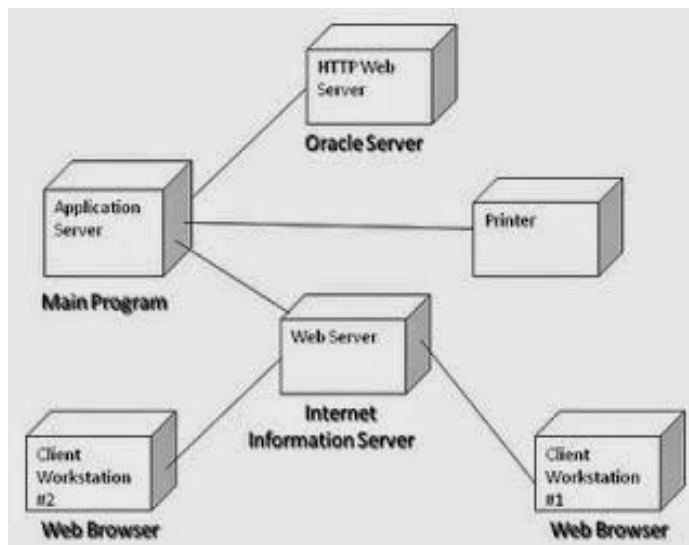 HTTP Web
Server
Oracle Server
Application
Server
Main Program
Printer
Web Server
Internet
Information Server
Client
Workstation
#2
Web Browser
Client
Workstation
#1
Web Browser